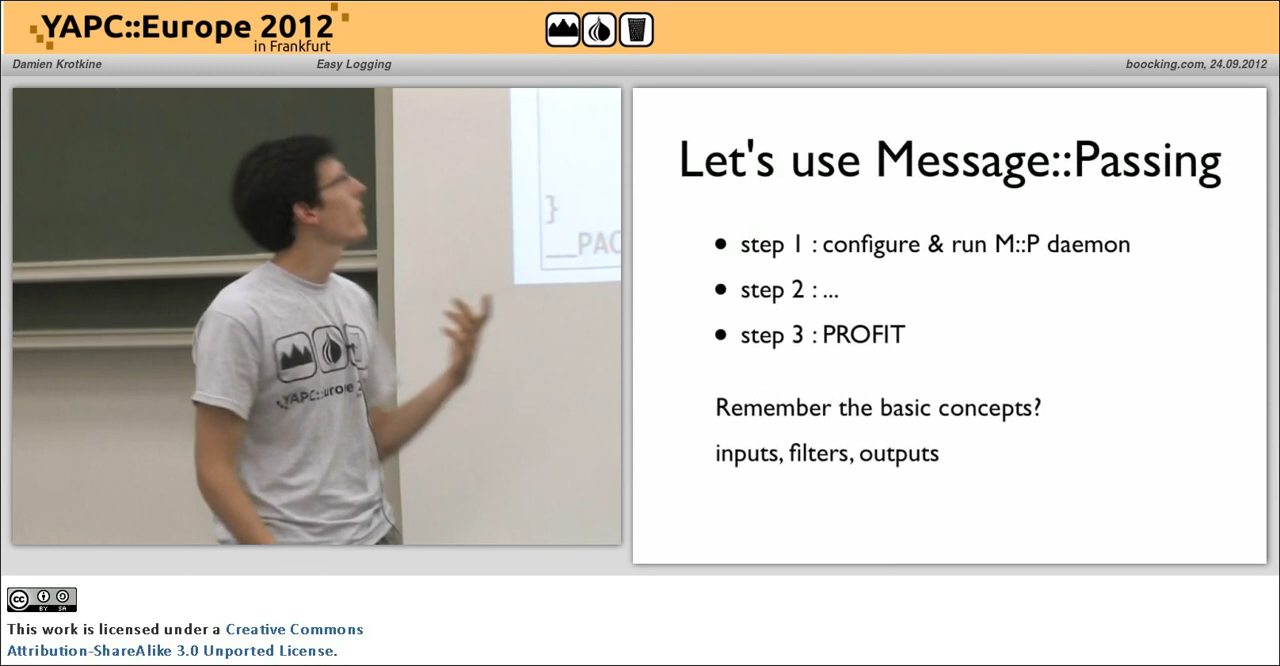 YAPC::Europe 2012
in Frankfurt
Damien Krotkine
Easy Logging
boocking.com, 24.09.2012
}
__PAC
YAPC::Europe 2
Let's use Message::Passing
• step 1 : configure & run M::P daemon
• step 2 : ...
• step 3 : PROFIT
Remember the basic concepts?
inputs, filters, outputs
cc
BY SA
This work is licensed under a Creative Commons
Attribution-ShareAlike 3.0 Unported License.